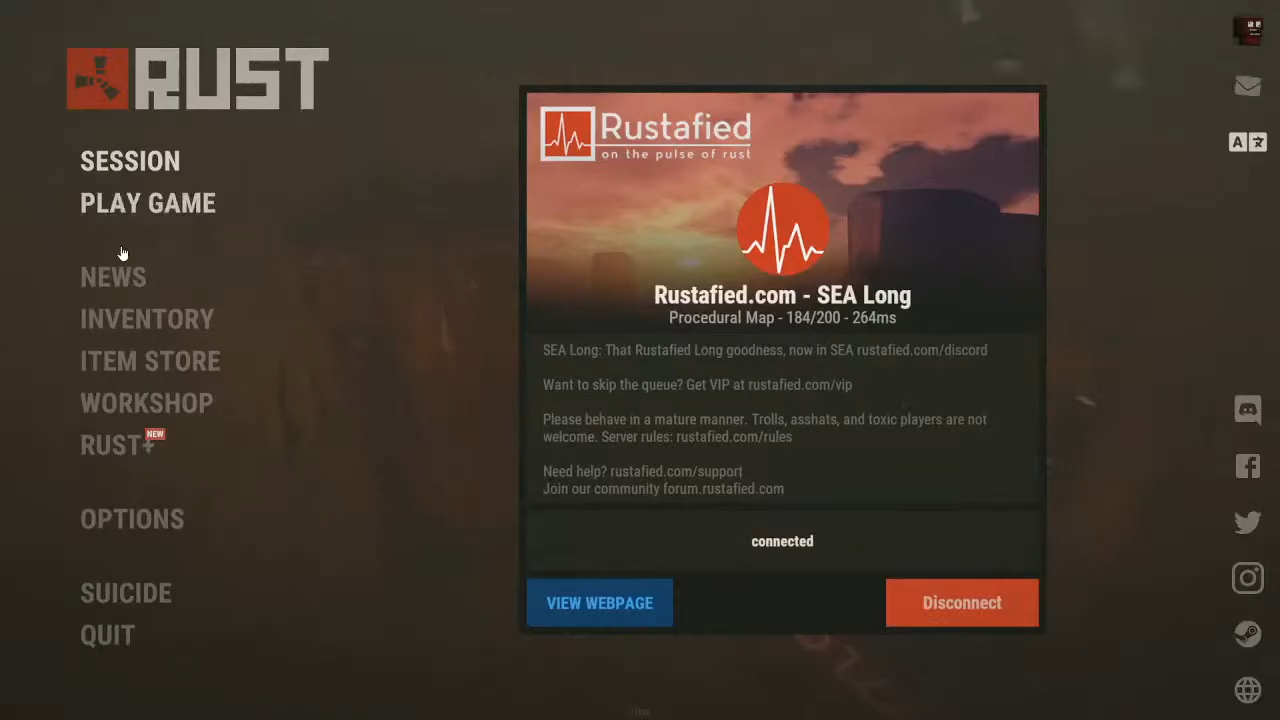 RUST
SESSION
PLAY GAME
NEWS
INVENTORY
ITEM STORE
WORKSHOP
RUST+ NEW
OPTIONS
SUICIDE
QUIT
Rustafied
on the pulse of rust
Rustafied.com - SEA Long
Procedural Map - 184/200 - 264ms
SEA Long: That Rustafied Long goodness, now in SEA rustafied.com/discord
Want to skip the queue? Get VIP at rustafied.com/vip
Please behave in a mature manner. Trolls, asshats, and toxic players are not
welcome. Server rules: rustafied.com/rules
Need help? rustafied.com/support
Join our community forum.rustafied.com
connected
VIEW WEBPAGE
Disconnect
A文